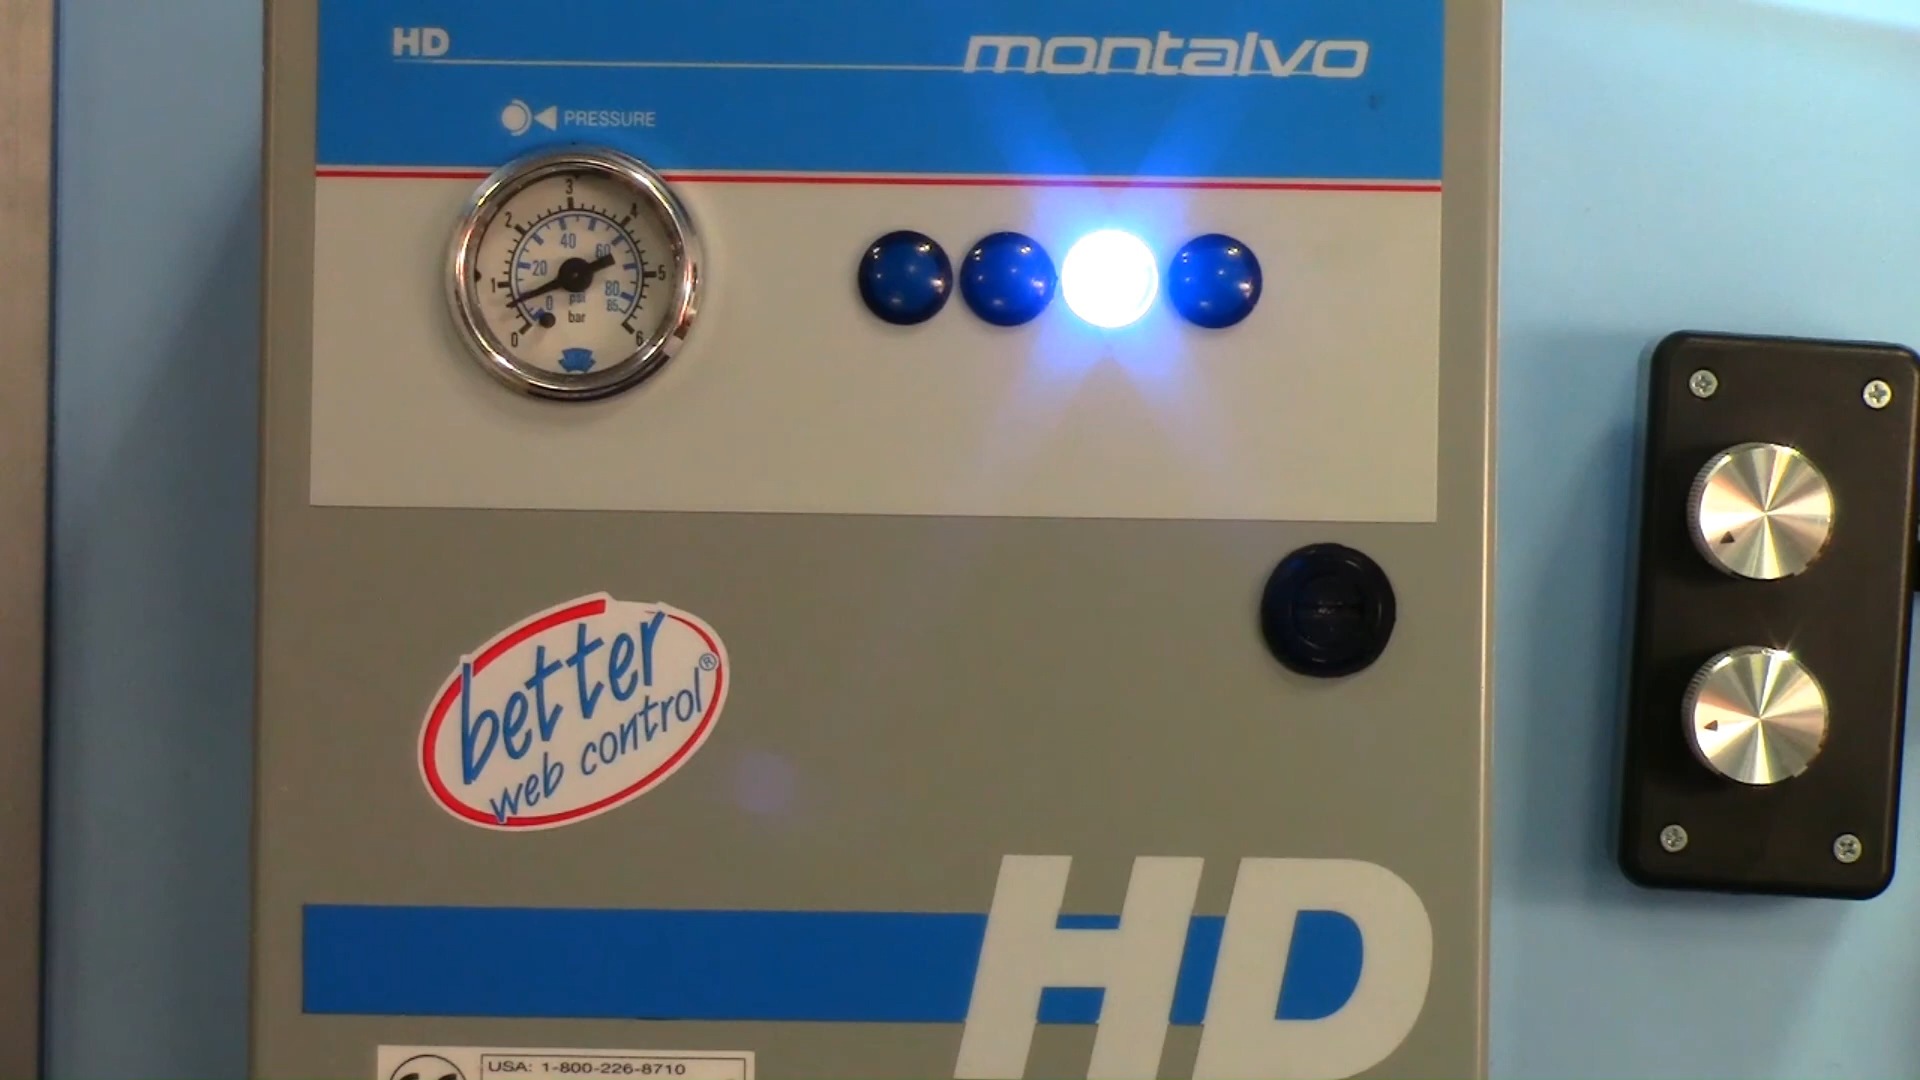 HD
montalvo
PRESSURE
0 1 2 3 4 5 6
0 20 40 60 80 85
psi
bar
better
web control®
HD
USA: 1-800-226-8710